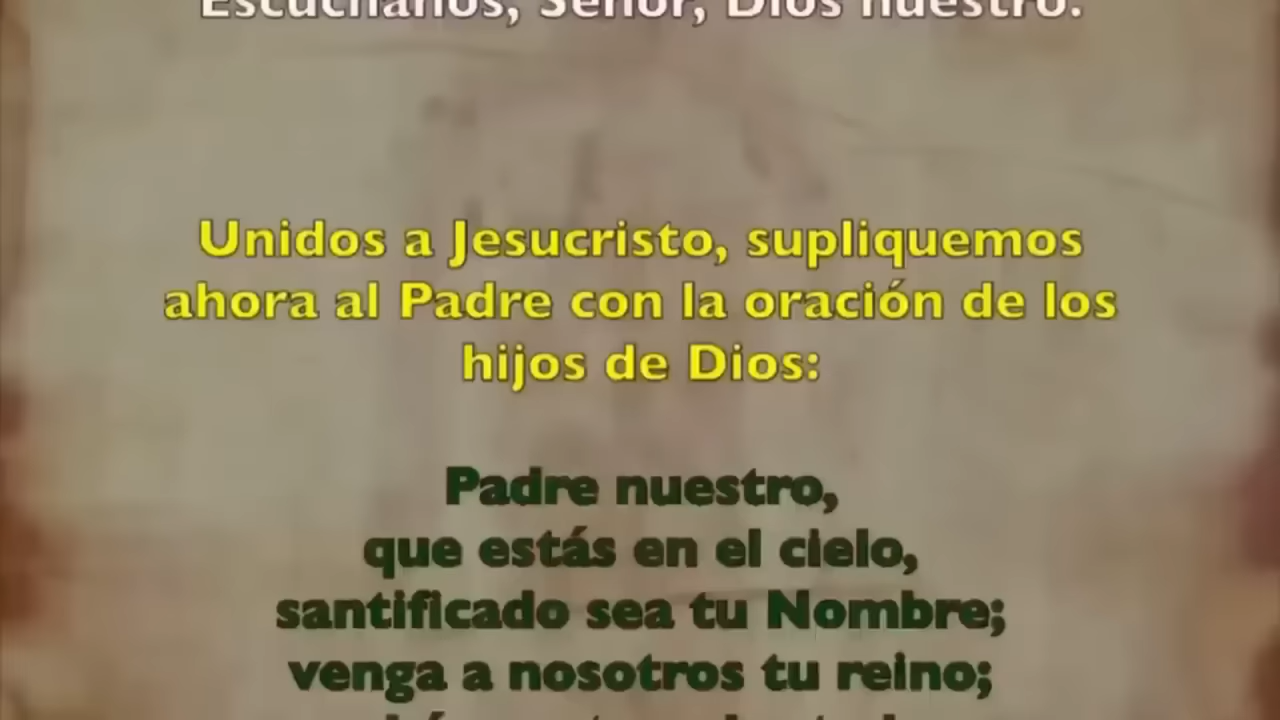 Escúchanos, Señor, Dios nuestro.
Unidos a Jesucristo, supliquemos
ahora al Padre con la oración de los
hijos de Dios:
Padre nuestro,
que estás en el cielo,
santificado sea tu Nombre;
venga a nosotros tu reino;